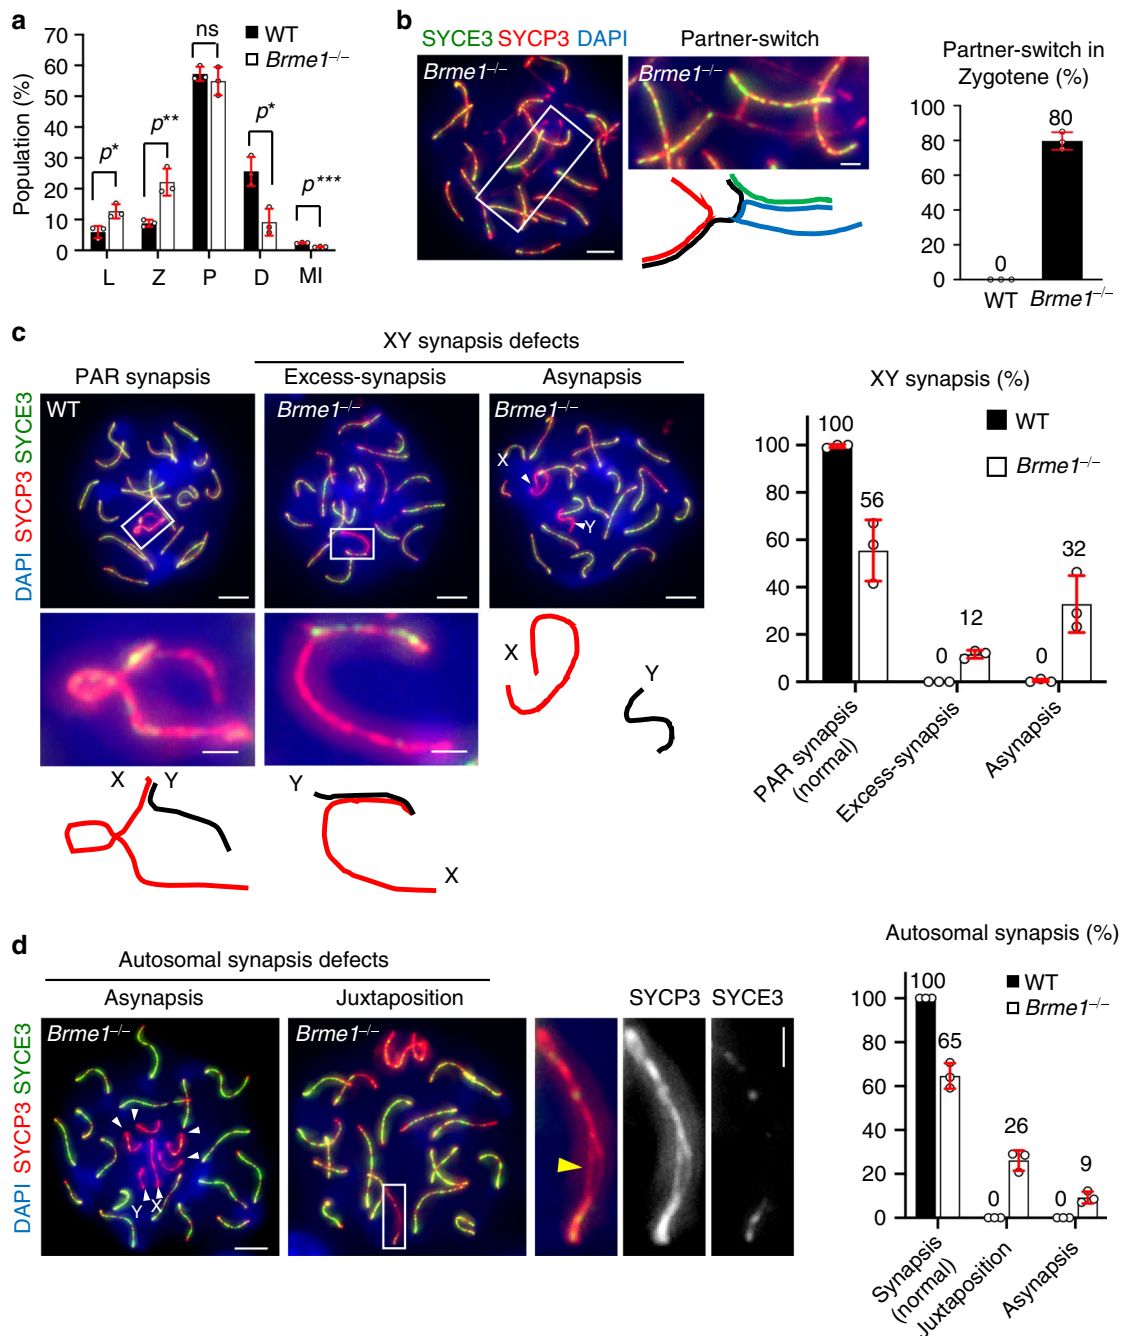 a
70
60
50
40
30
20
10
0
Population (%)
WT
Brme1–/–
p*
p**
ns
p*
p***
L Z P D MI
b
SYCE3 SYCP3 DAPI
Partner-switch
Brme1–/–
Brme1–/–
Partner-switch in
Zygotene (%)
100
80
60
40
20
0
0
80
WT Brme1–/–
c
XY synapsis defects
PAR synapsis
Excess-synapsis
Asynapsis
DAPI SYCP3 SYCE3
WT
Brme1–/–
Brme1–/–
X
Y
X
Y
X Y
Y
X
XY synapsis (%)
WT
Brme1–/–
100
80
60
40
20
0
100
56
0
12
0
32
PAR synapsis
(normal)
Excess-synapsis
Asynapsis
d
Autosomal synapsis defects
Asynapsis
Juxtaposition
SYCP3 SYCE3
DAPI SYCP3 SYCE3
Brme1–/–
Brme1–/–
Y X
Autosomal synapsis (%)
WT
Brme1–/–
100
80
60
40
20
0
100
65
0
26
0
9
Synapsis
(normal)
Juxtaposition
Asynapsis